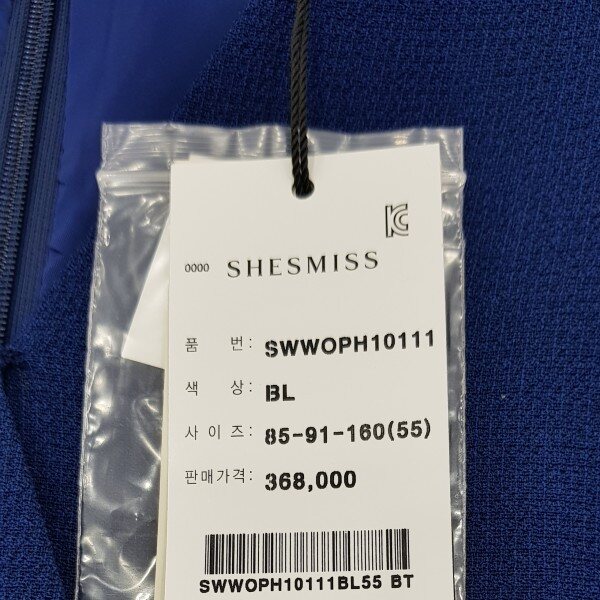 0000 SHESMISS
품 번: SWWOPH10111
색 상: BL
사 이 즈: 85-91-160(55)
판매가격: 368,000
SWWOPH10111BL55 BT